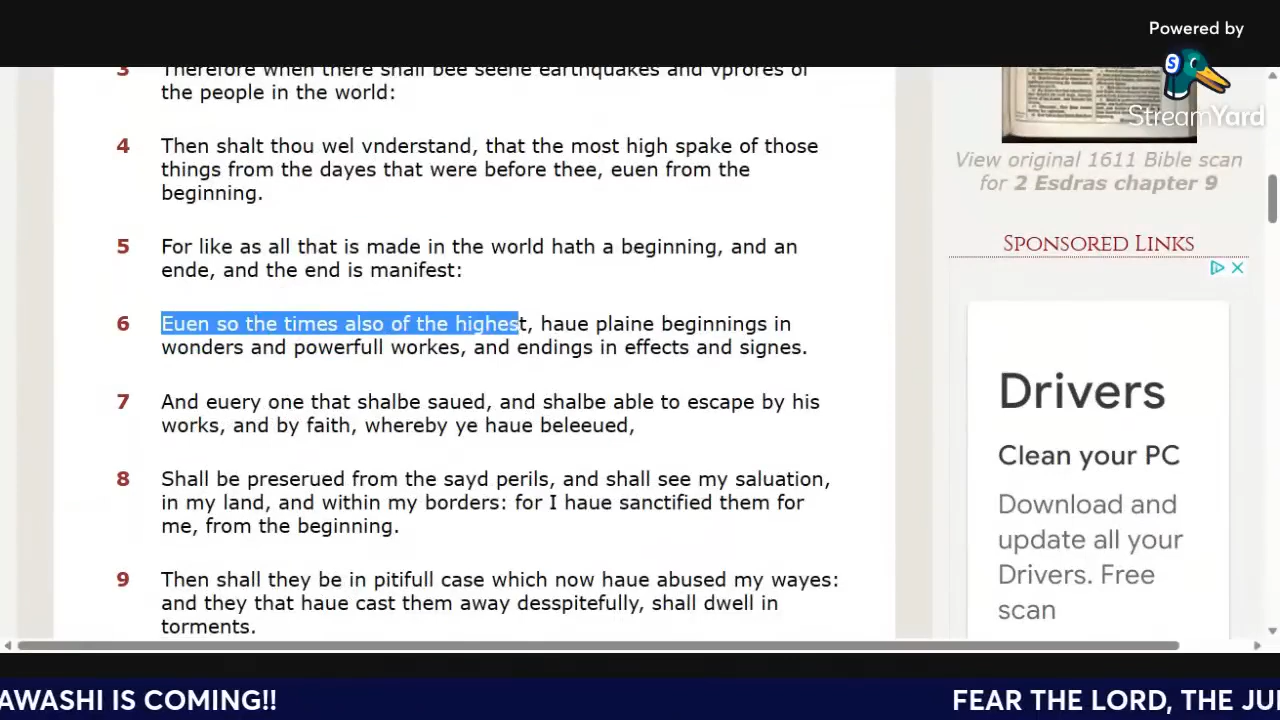 Powered by
StreamYard
3 Therefore when there shall bee seene earthquakes and vprores of
the people in the world:
4 Then shalt thou wel vnderstand, that the most high spake of those
things from the dayes that were before thee, euen from the
beginning.
5 For like as all that is made in the world hath a beginning, and an
ende, and the end is manifest:
6 Euen so the times also of the highest, haue plaine beginnings in
wonders and powerfull workes, and endings in effects and signes.
7 And euery one that shalbe saued, and shalbe able to escape by his
works, and by faith, whereby ye haue beleeued,
8 Shall be preserued from the sayd perils, and shall see my saluation,
in my land, and within my borders: for I haue sanctified them for
me, from the beginning.
9 Then shall they be in pitifull case which now haue abused my wayes:
and they that haue cast them away desspitefully, shall dwell in
torments.
View original 1611 Bible scan
for 2 Esdras chapter 9
Sponsored Links
Drivers
Clean your PC
Download and
update all your
Drivers. Free
scan
AWASHI IS COMING!!
FEAR THE LORD, THE JU